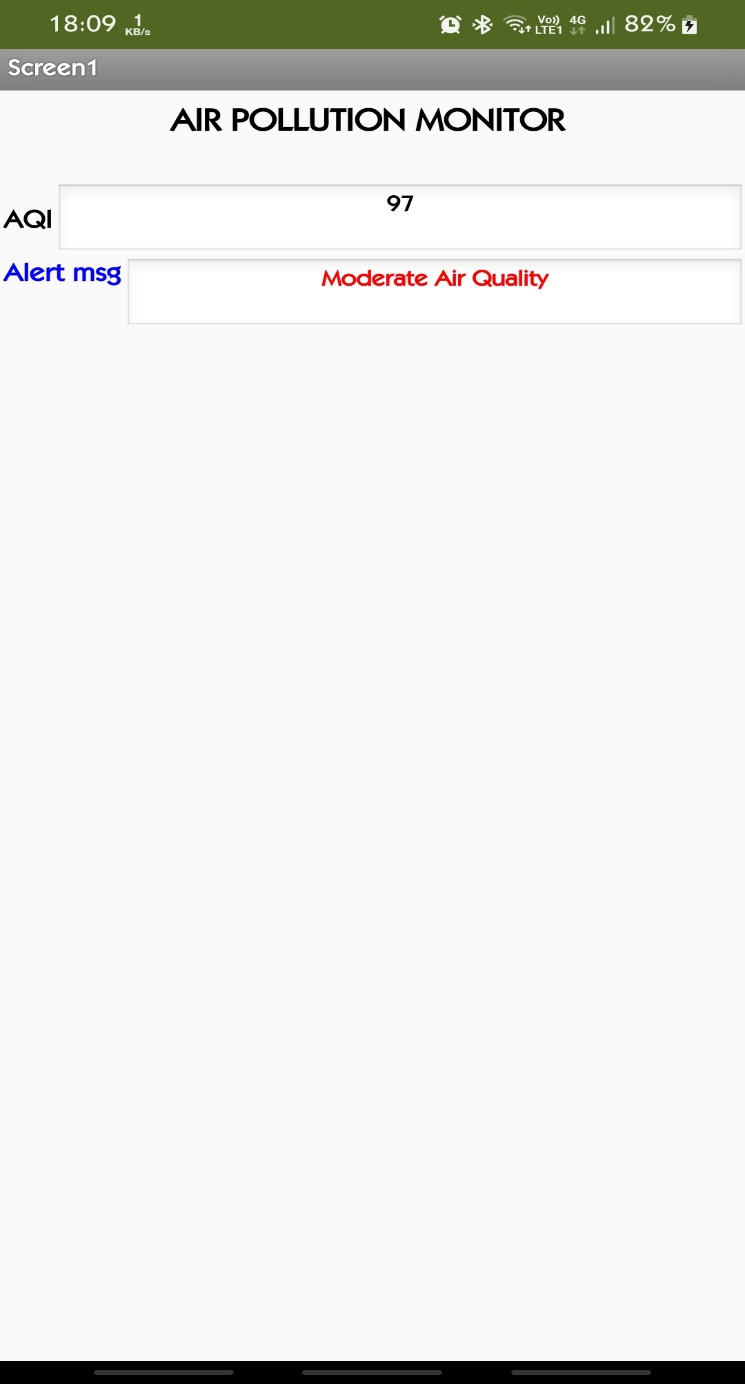 18:09 1 KB/s Vo)) LTE1 4G 82%
Screen1
AIR POLLUTION MONITOR
AQI 97
Alert msg Moderate Air Quality